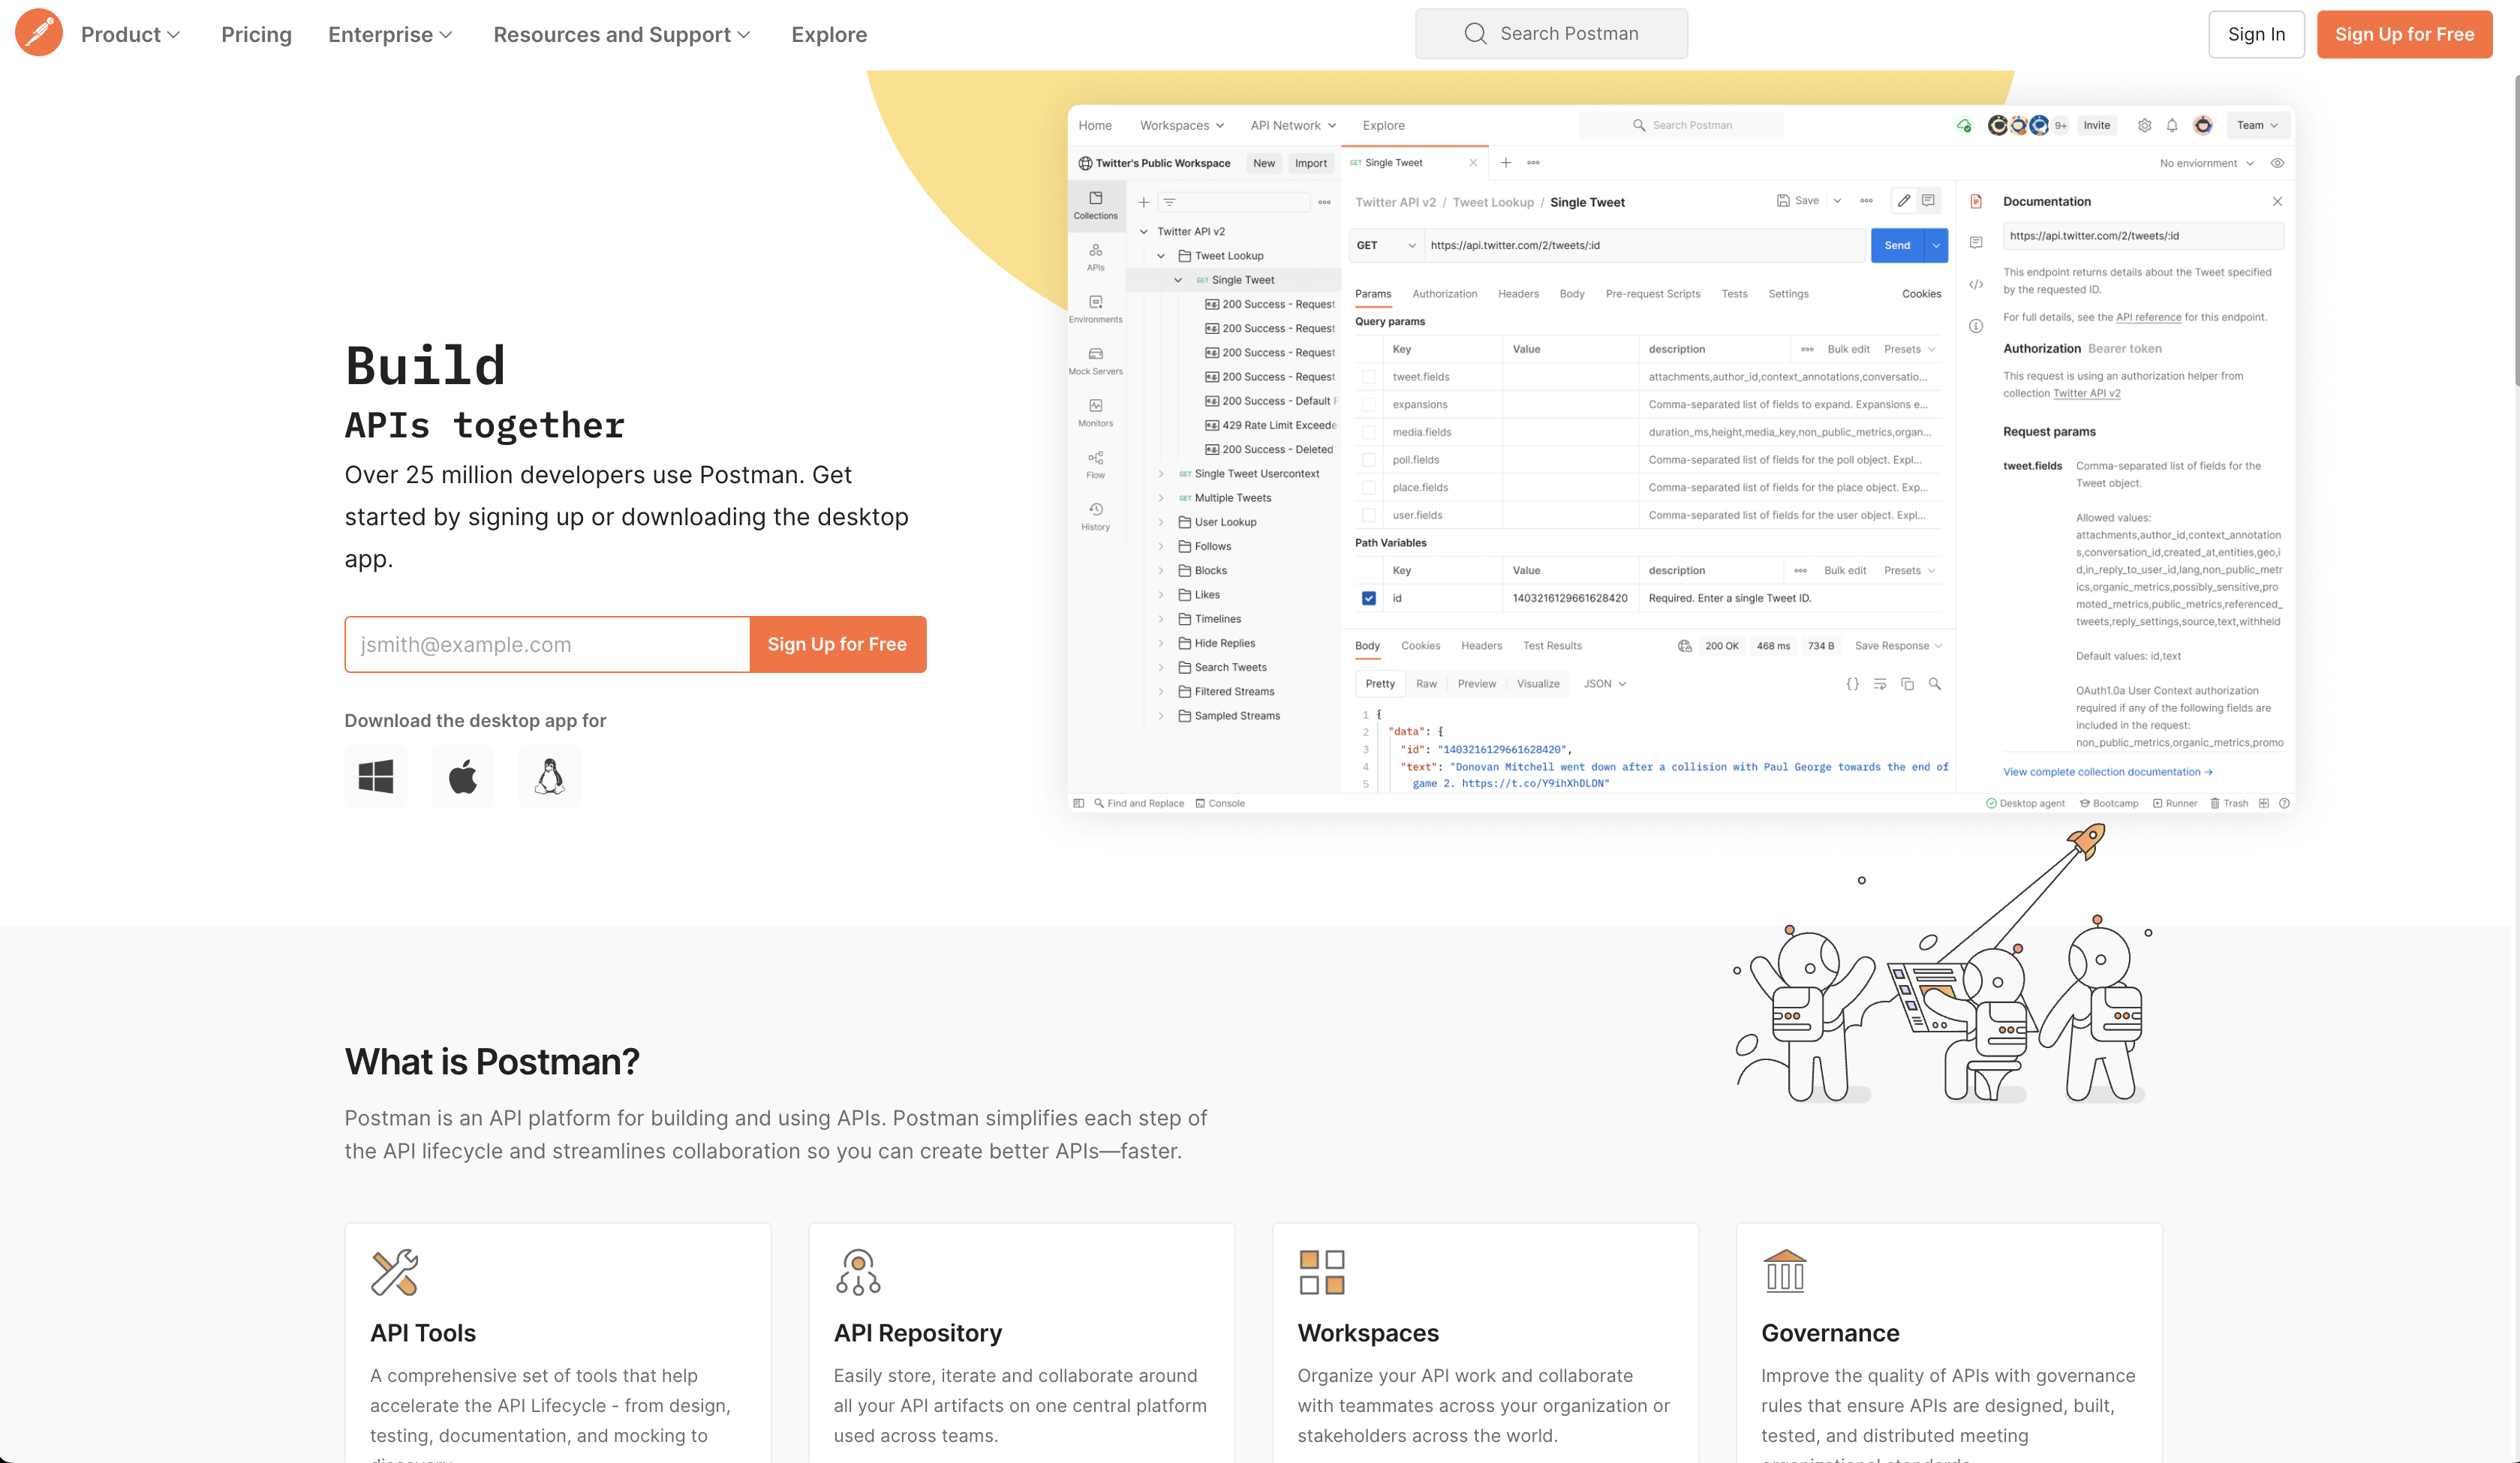 Product
Pricing
Enterprise
Resources and Support
Explore
Search Postman
Sign In
Sign Up for Free
Build
APIs together
Over 25 million developers use Postman. Get
started by signing up or downloading the desktop
app.
jsmith@example.com
Sign Up for Free
Download the desktop app for
Home
Workspaces
API Network
Explore
Search Postman
9+
Invite
Team
Twitter's Public Workspace
New
Import
GET Single Tweet
No enviornment
Collections
APIs
Environments
Mock Servers
Monitors
Flow
History
Twitter API v2
Tweet Lookup
GET Single Tweet
200 Success - Request
200 Success - Request
200 Success - Request
200 Success - Request
200 Success - Default
429 Rate Limit Exceede
200 Success - Deleted
GET Single Tweet Usercontext
GET Multiple Tweets
User Lookup
Follows
Blocks
Likes
Timelines
Hide Replies
Search Tweets
Filtered Streams
Sampled Streams
Twitter API v2 / Tweet Lookup / Single Tweet
Save
GET
https://api.twitter.com/2/tweets/:id
Send
Params
Authorization
Headers
Body
Pre-request Scripts
Tests
Settings
Cookies
Query params
Key Value description Bulk edit Presets
tweet.fields attachments,author_id,context_annotations,conversatio...
expansions Comma-separated list of fields to expand. Expansions e...
media.fields duration_ms,height,media_key,non_public_metrics,organ...
poll.fields Comma-separated list of fields for the poll object. Expl...
place.fields Comma-separated list of fields for the place object. Exp...
user.fields Comma-separated list of fields for the user object. Expl...
Path Variables
Key Value description Bulk edit Presets
id 1403216129661628420 Required. Enter a single Tweet ID.
Body
Cookies
Headers
Test Results
200 OK
468 ms
734 B
Save Response
Pretty
Raw
Preview
Visualize
JSON
1 {
2 "data": {
3 "id": "1403216129661628420",
4 "text": "Donovan Mitchell went down after a collision with Paul George towards the end of
5 game 2. https://t.co/Y9ihXhDLDN"
Documentation
https://api.twitter.com/2/tweets/:id
This endpoint returns details about the Tweet specified
by the requested ID.
For full details, see the API reference for this endpoint.
Authorization Bearer token
This request is using an authorization helper from
collection Twitter API v2
Request params
tweet.fields Comma-separated list of fields for the
Tweet object.
Allowed values:
attachments,author_id,context_annotation
s,conversation_id,created_at,entities,geo,i
d,in_reply_to_user_id,lang,non_public_metr
ics,organic_metrics,possibly_sensitive,pro
moted_metrics,public_metrics,referenced_
tweets,reply_settings,source,text,withheld
Default values: id,text
OAuth1.0a User Context authorization
required if any of the following fields are
included in the request:
non_public_metrics,organic_metrics,promo
View complete collection documentation →
Find and Replace
Console
Desktop agent
Bootcamp
Runner
Trash
What is Postman?
Postman is an API platform for building and using APIs. Postman simplifies each step of
the API lifecycle and streamlines collaboration so you can create better APIs—faster.
API Tools
A comprehensive set of tools that help
accelerate the API Lifecycle - from design,
testing, documentation, and mocking to
API Repository
Easily store, iterate and collaborate around
all your API artifacts on one central platform
used across teams.
Workspaces
Organize your API work and collaborate
with teammates across your organization or
stakeholders across the world.
Governance
Improve the quality of APIs with governance
rules that ensure APIs are designed, built,
tested, and distributed meeting